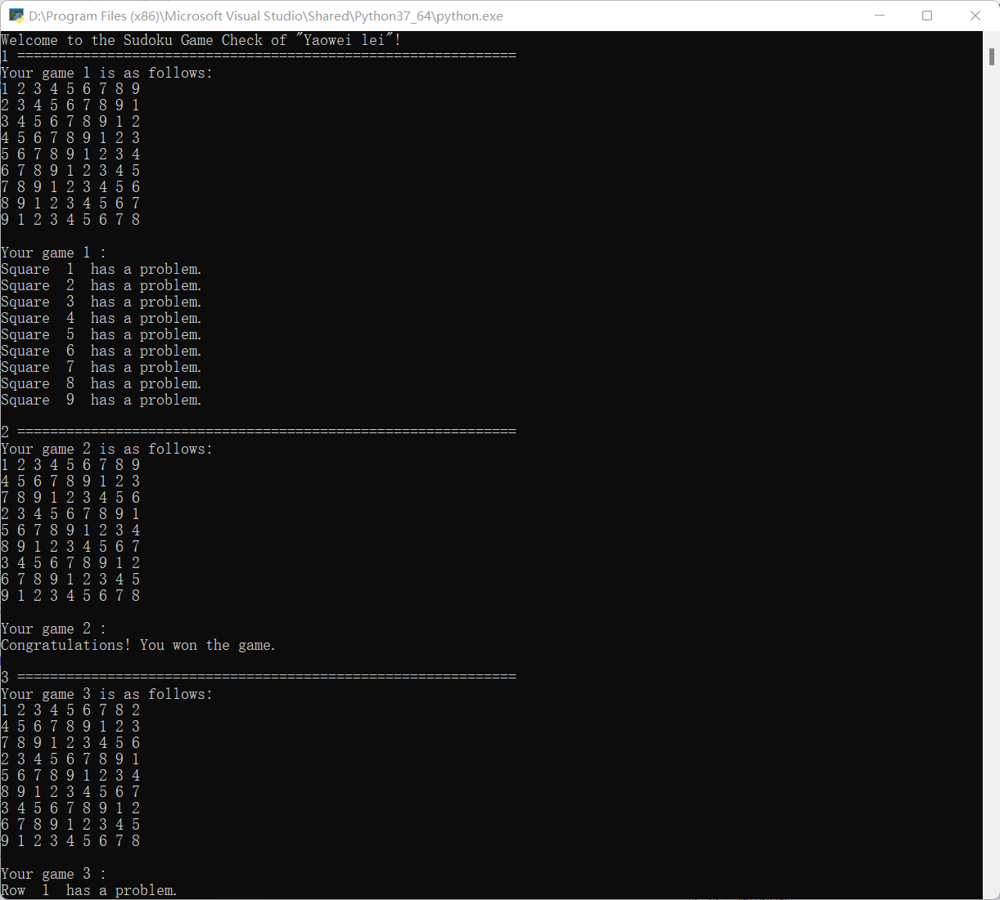 D:\Program Files (x86)\Microsoft Visual Studio\Shared\Python37_64\python.exe
Welcome to the Sudoku Game Check of "Yaowei lei"!
1 =============================================================
Your game 1 is as follows:
1 2 3 4 5 6 7 8 9
2 3 4 5 6 7 8 9 1
3 4 5 6 7 8 9 1 2
4 5 6 7 8 9 1 2 3
5 6 7 8 9 1 2 3 4
6 7 8 9 1 2 3 4 5
7 8 9 1 2 3 4 5 6
8 9 1 2 3 4 5 6 7
9 1 2 3 4 5 6 7 8
Your game 1 :
Square  1  has a problem.
Square  2  has a problem.
Square  3  has a problem.
Square  4  has a problem.
Square  5  has a problem.
Square  6  has a problem.
Square  7  has a problem.
Square  8  has a problem.
Square  9  has a problem.
2 =============================================================
Your game 2 is as follows:
1 2 3 4 5 6 7 8 9
4 5 6 7 8 9 1 2 3
7 8 9 1 2 3 4 5 6
2 3 4 5 6 7 8 9 1
5 6 7 8 9 1 2 3 4
8 9 1 2 3 4 5 6 7
3 4 5 6 7 8 9 1 2
6 7 8 9 1 2 3 4 5
9 1 2 3 4 5 6 7 8
Your game 2 :
Congratulations! You won the game.
3 =============================================================
Your game 3 is as follows:
1 2 3 4 5 6 7 8 2
4 5 6 7 8 9 1 2 3
7 8 9 1 2 3 4 5 6
2 3 4 5 6 7 8 9 1
5 6 7 8 9 1 2 3 4
8 9 1 2 3 4 5 6 7
3 4 5 6 7 8 9 1 2
6 7 8 9 1 2 3 4 5
9 1 2 3 4 5 6 7 8
Your game 3 :
Row  1  has a problem.